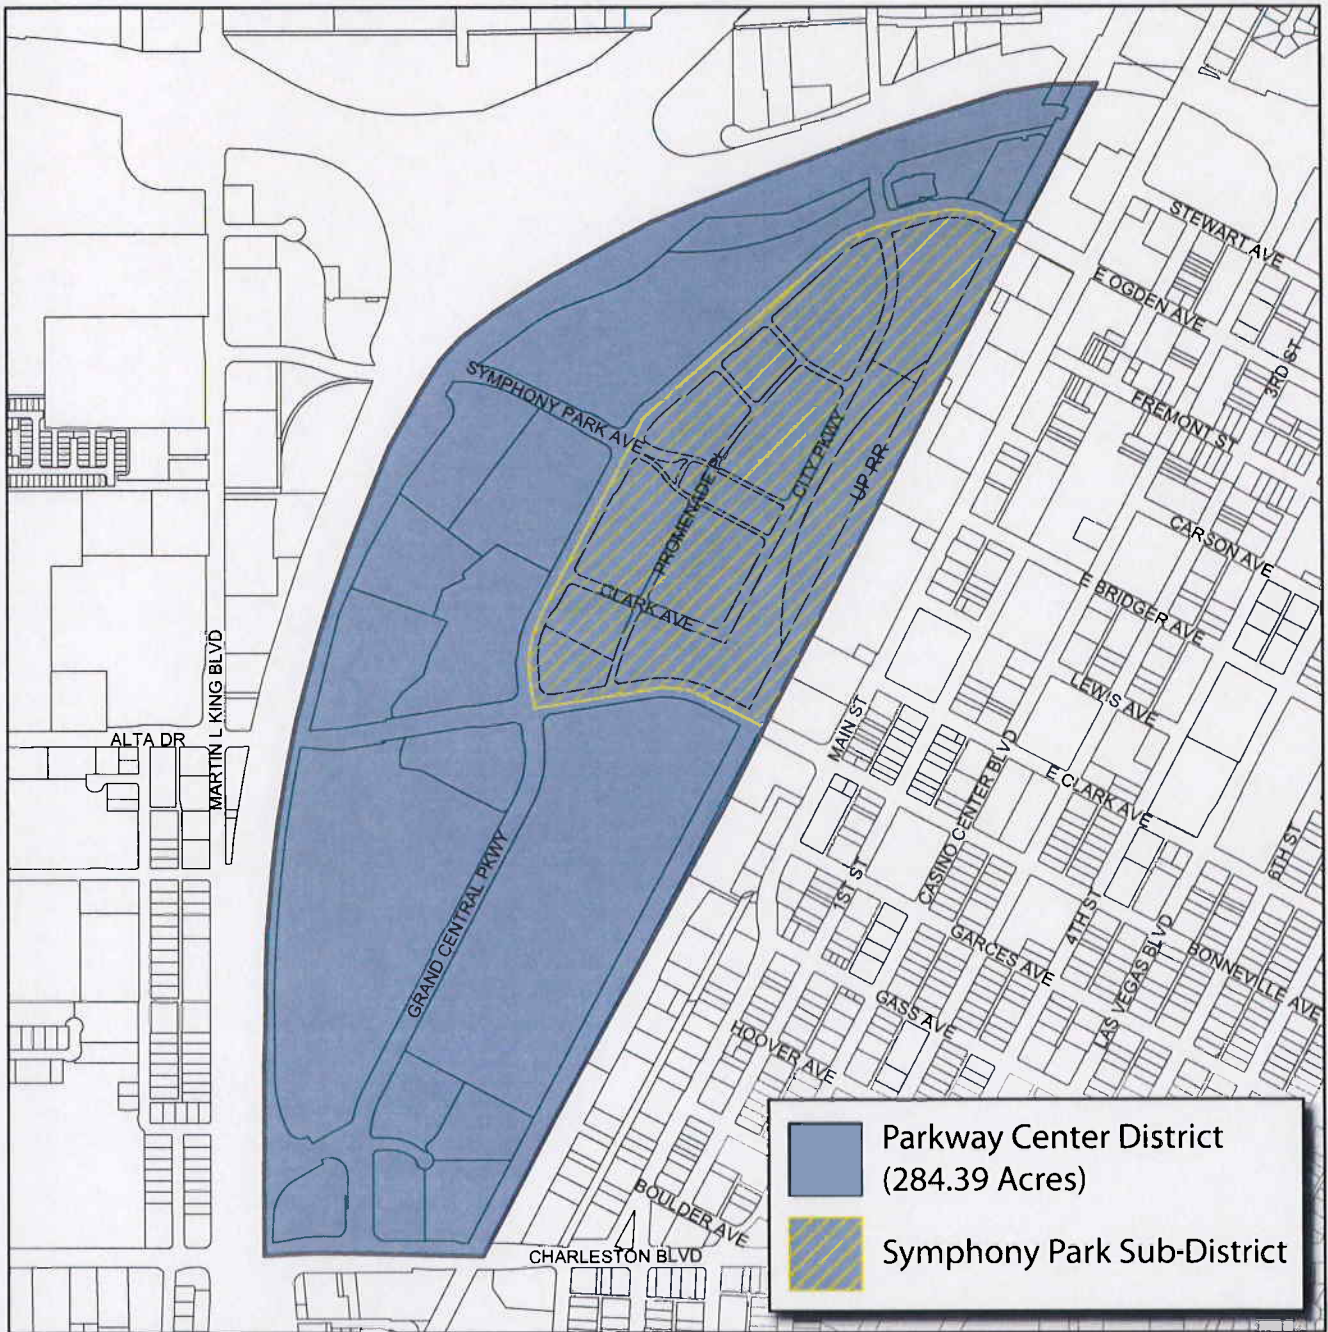 STEWART AVE
E OGDEN AVE
3RD ST
FREMONT ST
SYMPHONY PARK AVE
CITY PKWY
UP RR
PROMENADE PL
CARSON AVE
E BRIDGER AVE
CLARK AVE
LEWIS AVE
MARTIN L KING BLVD
ALTA DR
MAIN ST
CASINO CENTER BLVD
E CLARK AVE
6TH ST
1ST ST
4TH ST
GRAND CENTRAL PKWY
GARCES AVE
LAS VEGAS BLVD
BONNEVILLE AVE
GASS AVE
HOOVER AVE
BOULDER AVE
CHARLESTON BLVD
Parkway Center District
(284.39 Acres)
Symphony Park Sub-District